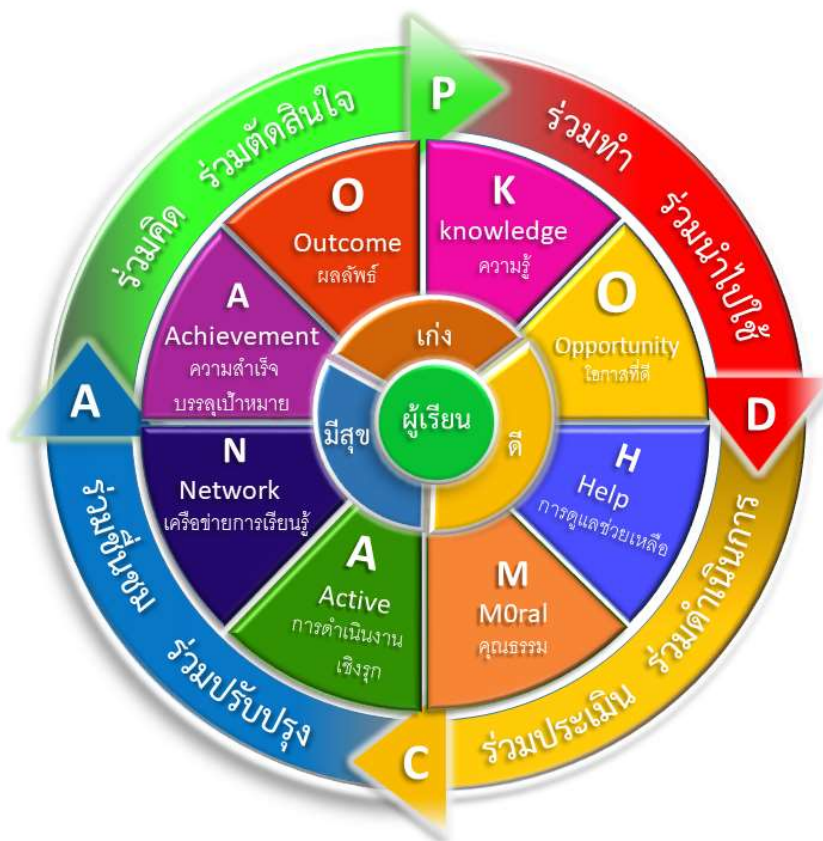 P
ร่วมคิด ร่วมตัดสินใจ
ร่วมทำ ร่วมนำไปใช้
D
ร่วมดำเนินการ ร่วมประเมิน
C
ร่วมปรับปรุง ร่วมชื่นชม
A
K
knowledge
ความรู้
O
Opportunity
โอกาสที่ดี
H
Help
การดูแลช่วยเหลือ
M
M0ral
คุณธรรม
A
Active
การดำเนินงาน
เชิงรุก
N
Network
เครือข่ายการเรียนรู้
A
Achievement
ความสำเร็จ
บรรลุเป้าหมาย
O
Outcome
ผลลัพธ์
เก่ง
ดี
มีสุข
ผู้เรียน